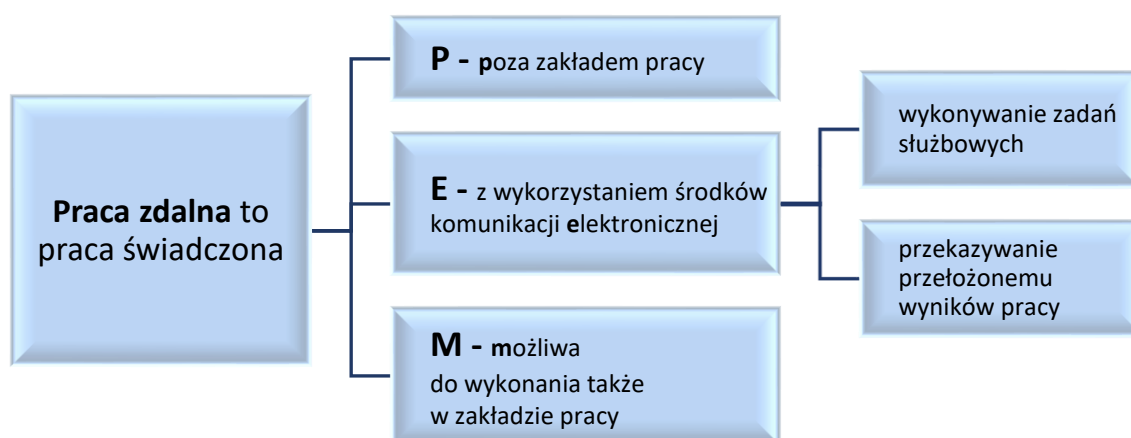 Praca zdalna to
praca świadczona
P - poza zakładem pracy
E - z wykorzystaniem środków
komunikacji elektronicznej
M - możliwa
do wykonania także
w zakładzie pracy
wykonywanie zadań
służbowych
przekazywanie
przełożonemu
wyników pracy